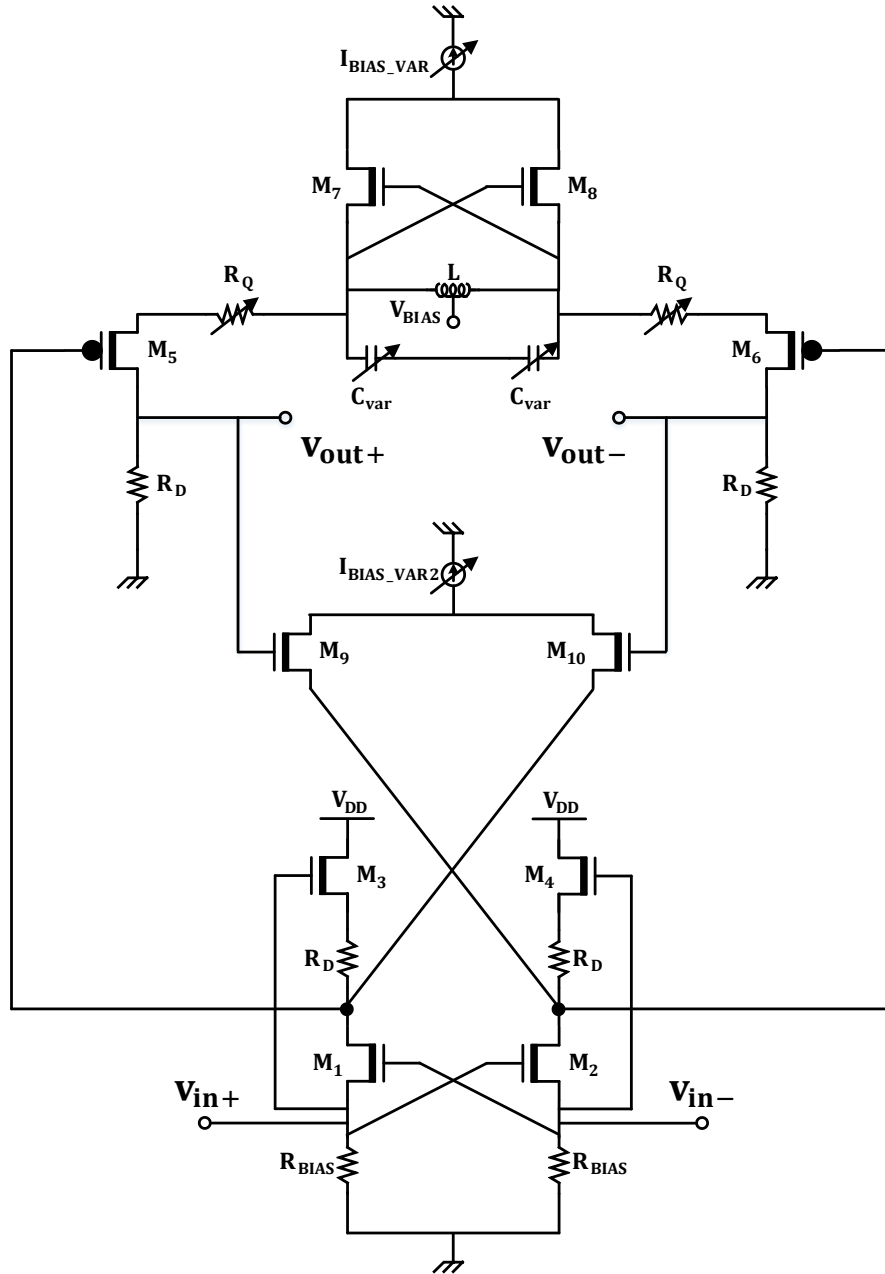 I_BIAS_VAR
M_7
M_8
R_Q
L
R_Q
V_BIAS
M_5
M_6
C_var
C_var
v_out+
v_out−
R_D
R_D
I_BIAS_VAR2
M_9
M_10
V_DD
V_DD
M_3
M_4
R_D
R_D
M_1
M_2
v_in+
v_in−
R_BIAS
R_BIAS